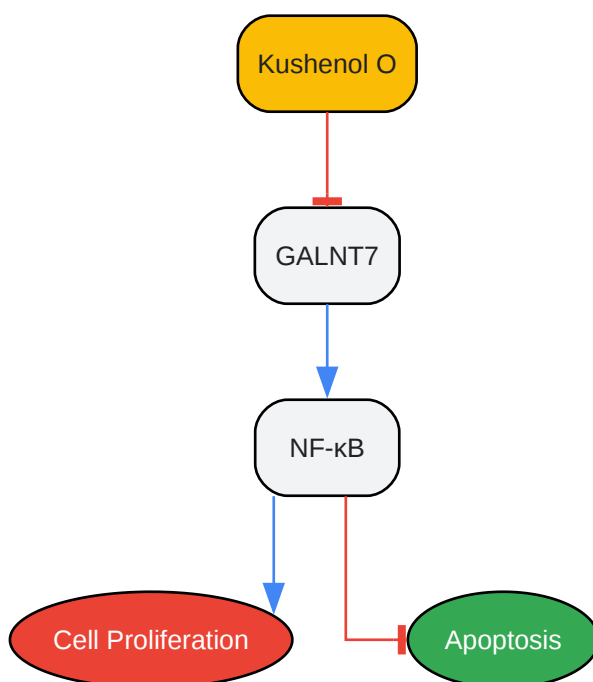 Kushenol O
GALNT7
NF-κB
Cell Proliferation
Apoptosis